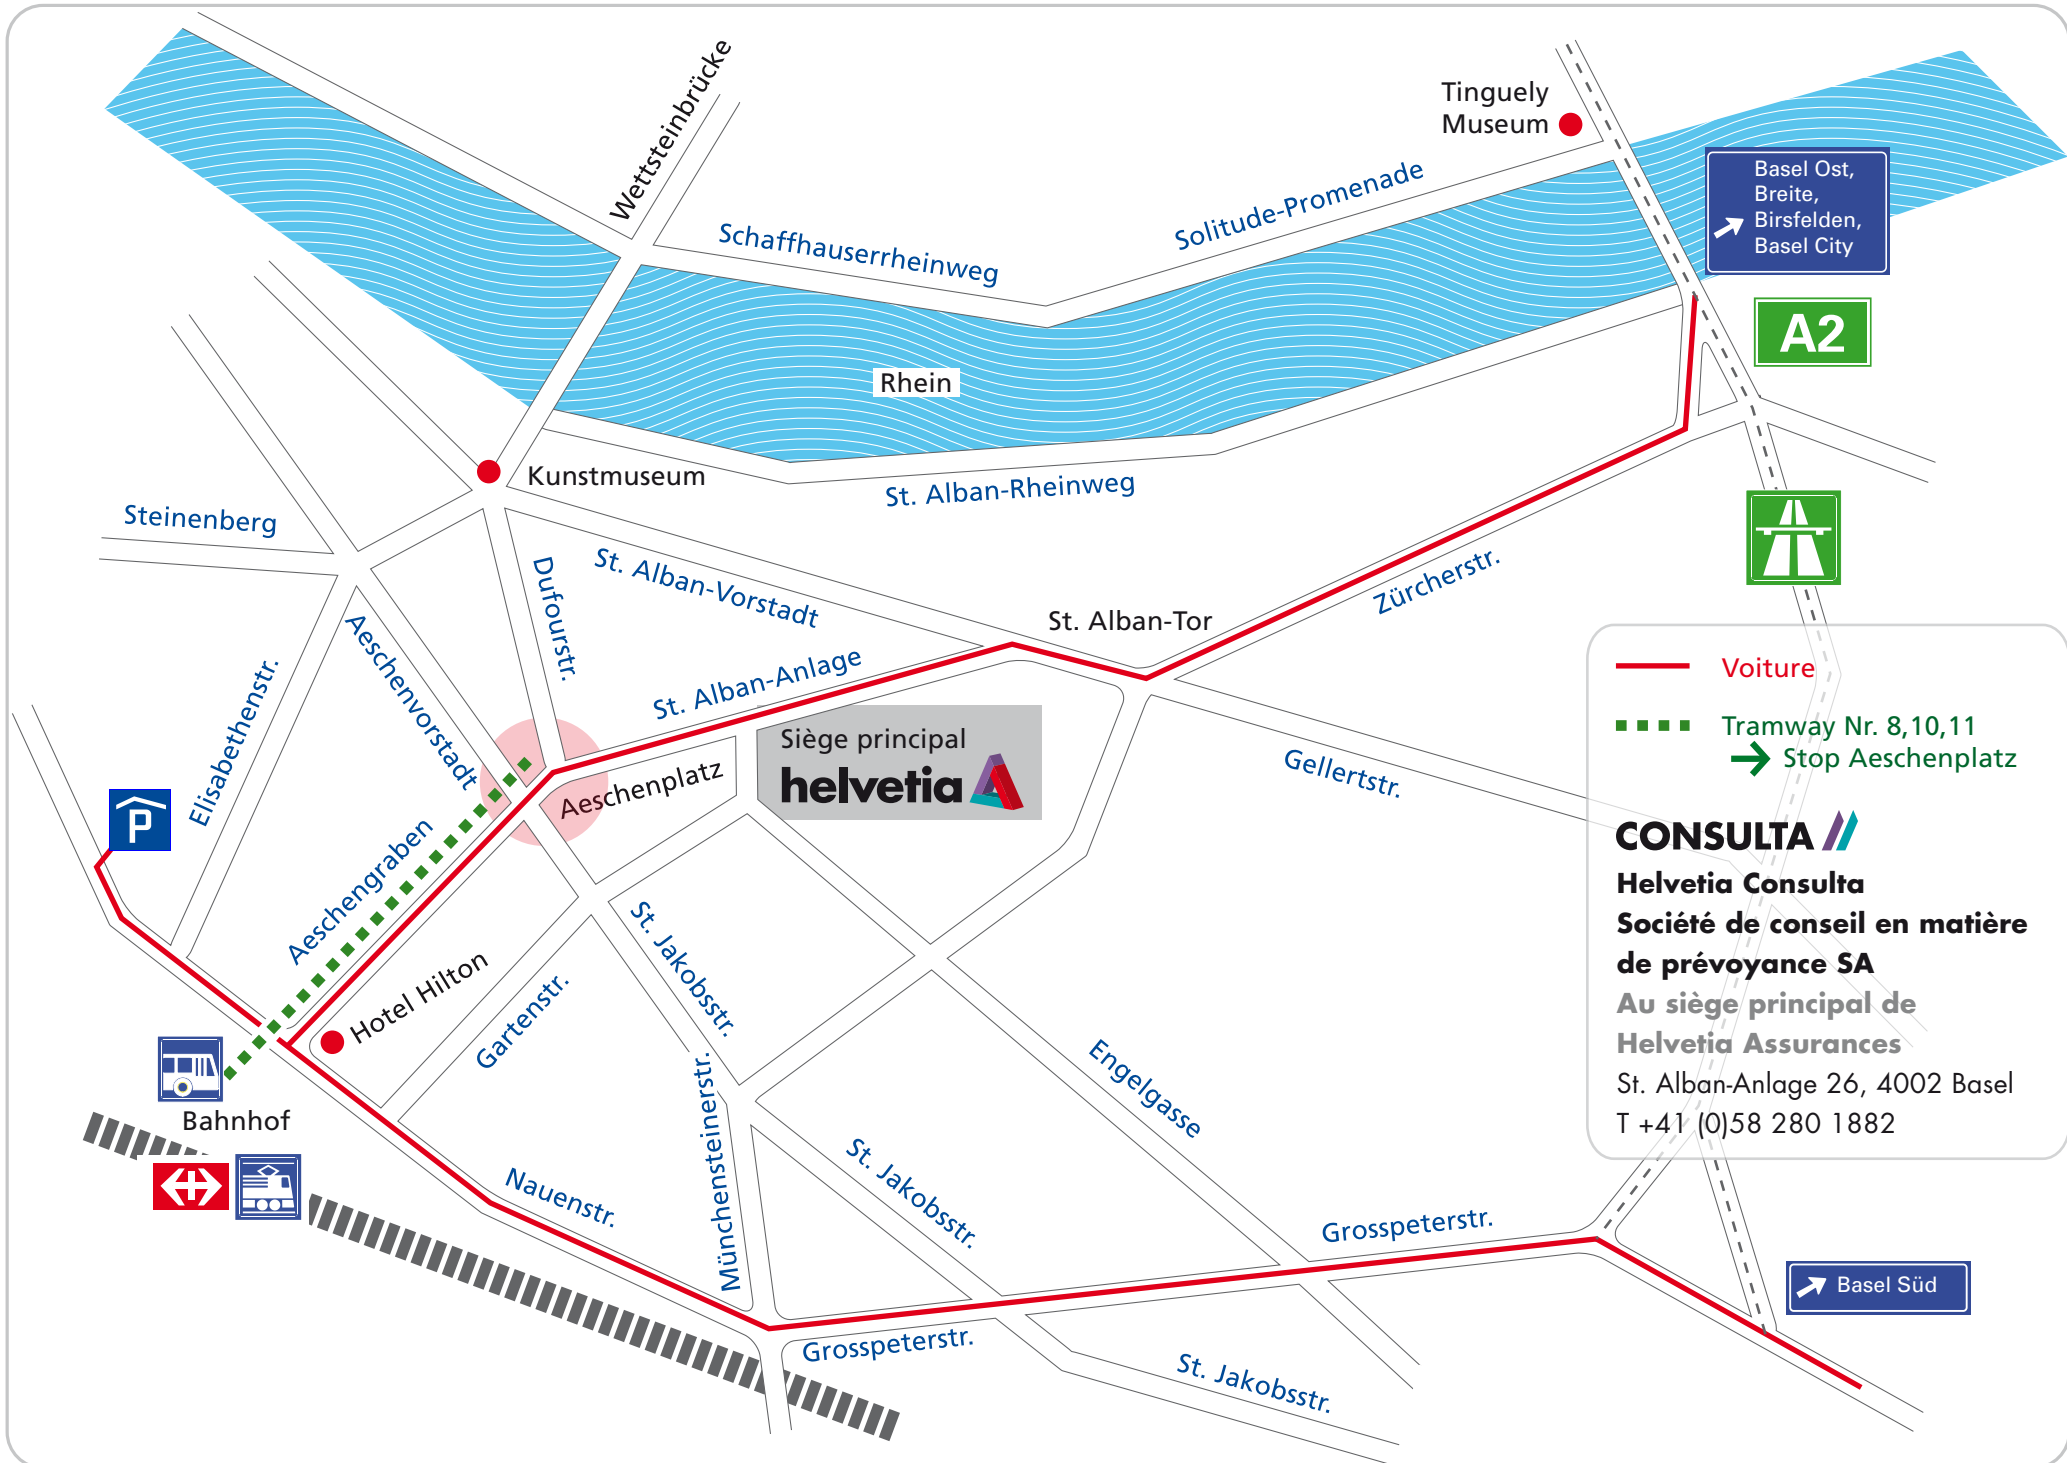 Wettsteinbrücke
Tinguely
Museum
Basel Ost,
Breite,
Birsfelden,
Basel City
Schaffhauserrheinweg
Solitude-Promenade
A2
Rhein
Kunstmuseum
St. Alban-Rheinweg
Steinenberg
St. Alban-Vorstadt
Dufourstr.
Zürcherstr.
St. Alban-Tor
Aeschenvorstadt
Elisabethenstr.
St. Alban-Anlage
Siège principal
helvetia
Aeschenplatz
Gellertstr.
P
Aeschengraben
Voiture
Tramway Nr. 8,10,11
Stop Aeschenplatz
CONSULTA
Helvetia Consulta
Société de conseil en matière
de prévoyance SA
Au siège principal de
Helvetia Assurances
St. Alban-Anlage 26, 4002 Basel
T +41 (0)58 280 1882
Hotel Hilton
Gartenstr.
St. Jakobsstr.
Münchensteinerstr.
Engelgasse
Bahnhof
Nauenstr.
St. Jakobsstr.
Grosspeterstr.
Basel Süd
Grosspeterstr.
St. Jakobsstr.